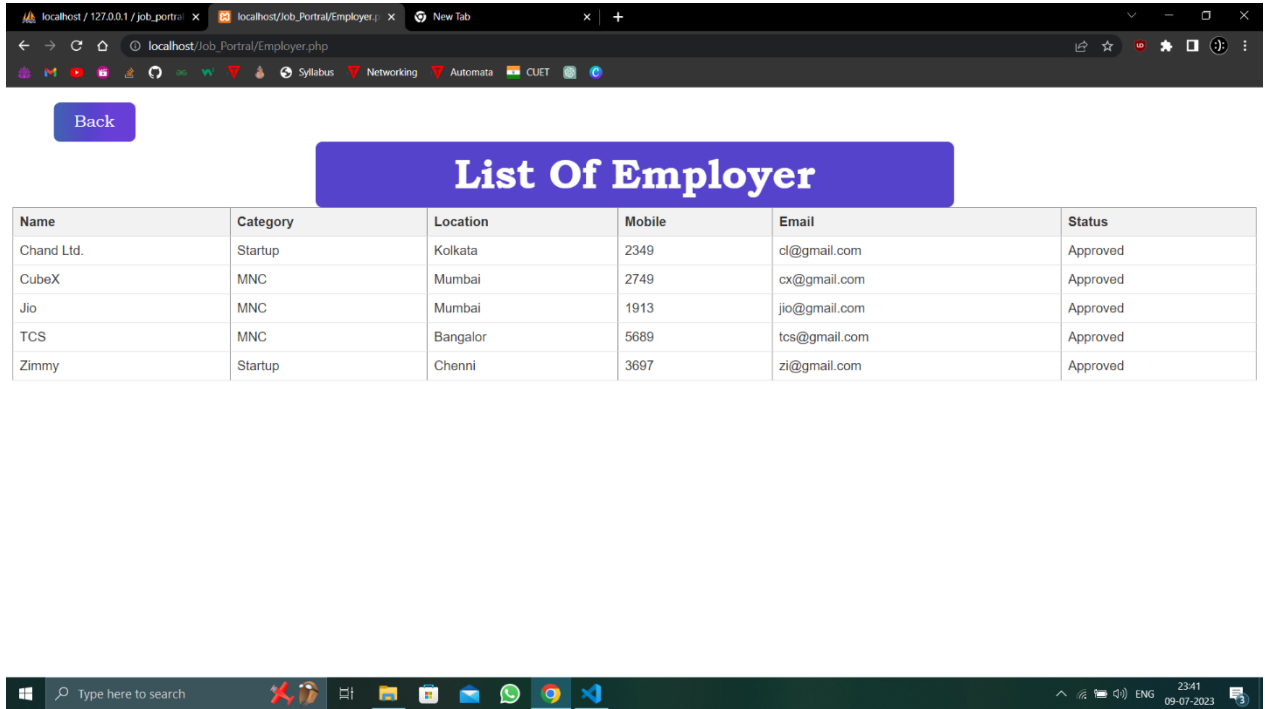 localhost / 127.0.0.1 / job_portral
localhost/Job_Portral/Employer.p
New Tab
localhost/Job_Portral/Employer.php
Syllabus Networking Automata CUET
Back
List Of Employer
Name Category Location Mobile Email Status
Chand Ltd. Startup Kolkata 2349 cl@gmail.com Approved
CubeX MNC Mumbai 2749 cx@gmail.com Approved
Jio MNC Mumbai 1913 jio@gmail.com Approved
TCS MNC Bangalor 5689 tcs@gmail.com Approved
Zimmy Startup Chenni 3697 zi@gmail.com Approved
Type here to search
ENG
23:41
09-07-2023
3